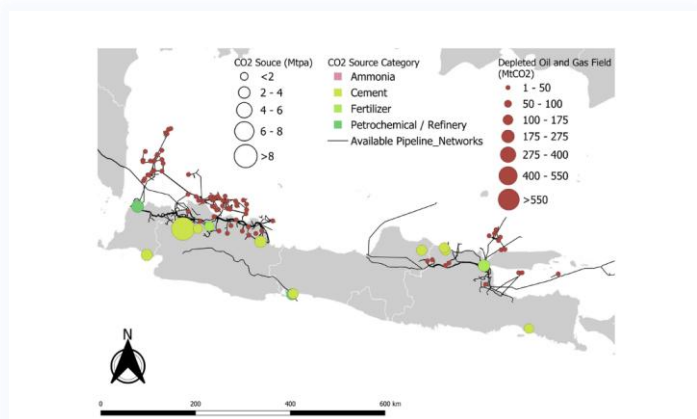 CO2 Souce (Mtpa)
<2
2 - 4
4 - 6
6 - 8
>8
CO2 Source Category
Ammonia
Cement
Fertilizer
Petrochemical / Refinery
Available Pipeline_Networks
Depleted Oil and Gas Field
(MtCO2)
1 - 50
50 - 100
100 - 175
175 - 275
275 - 400
400 - 550
>550
N
0 200 400 600 km